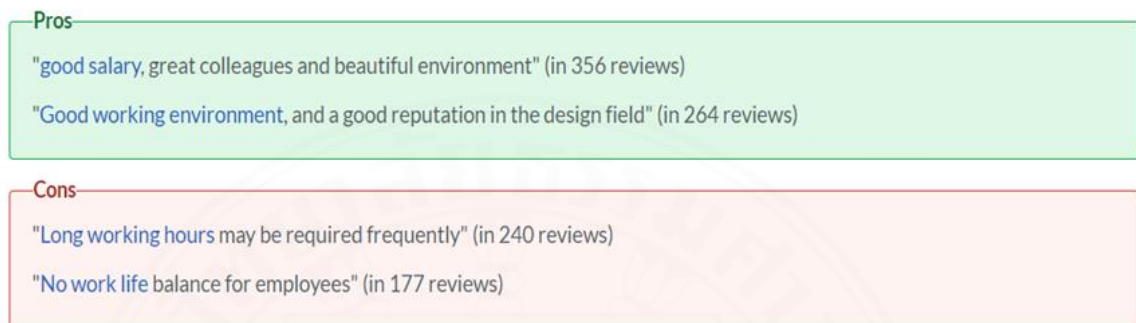 Pros
"good salary, great colleagues and beautiful environment" (in 356 reviews)
"Good working environment, and a good reputation in the design field" (in 264 reviews)
Cons
"Long working hours may be required frequently" (in 240 reviews)
"No work life balance for employees" (in 177 reviews)